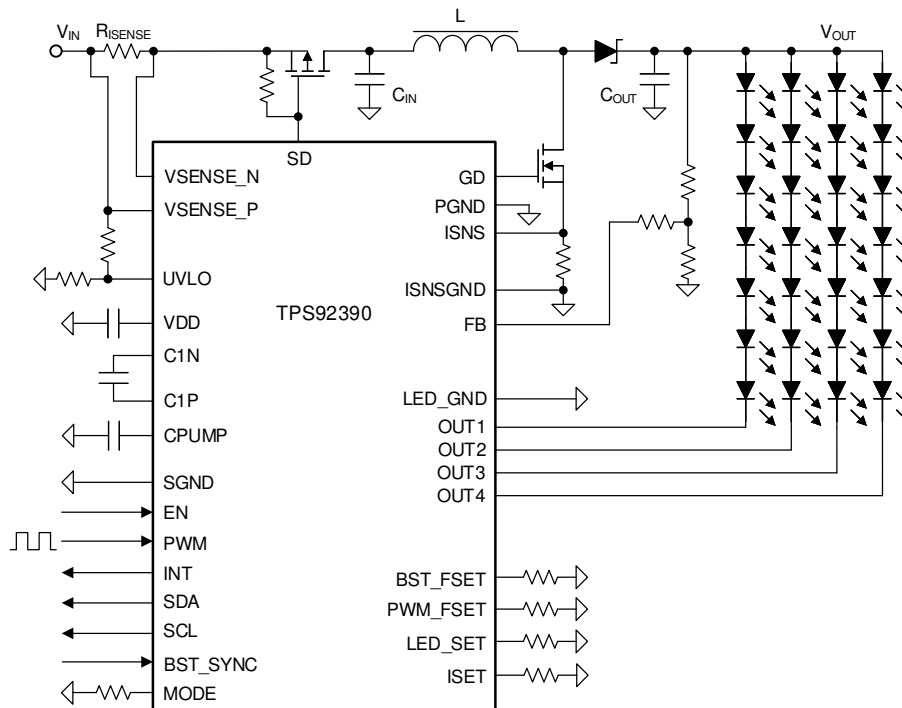 L
VIN
RISENSE
VOUT
CIN
COUT
SD
VSENSE_N
GD
VSENSE_P
PGND
ISNS
UVLO
ISNSGND
TPS92390
VDD
FB
C1N
C1P
LED_GND
OUT1
CPUMP
OUT2
OUT3
SGND
OUT4
EN
PWM
INT
BST_FSET
SDA
PWM_FSET
SCL
LED_SET
BST_SYNC
ISET
MODE